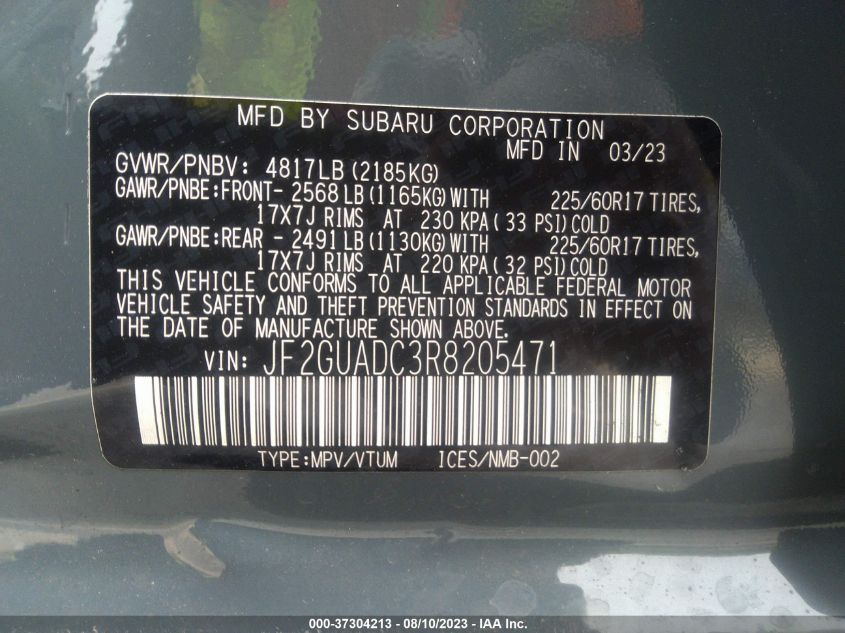 MFD BY SUBARU CORPORATION
MFD IN 03/23
GVWR/PNBV: 4817LB (2185KG)
GAWR/PNBE:FRONT- 2568LB (1165KG) WITH 225/60R17 TIRES,
17X7J RIMS AT 230 KPA ( 33 PSI) COLD
GAWR/PNBE:REAR - 2491LB (1130KG) WITH 225/60R17 TIRES,
17X7J RIMS AT 220 KPA ( 32 PSI) COLD
THIS VEHICLE CONFORMS TO ALL APPLICABLE FEDERAL MOTOR
VEHICLE SAFETY AND THEFT PREVENTION STANDARDS IN EFFECT ON
THE DATE OF MANUFACTURE SHOWN ABOVE.
VIN: JF2GUADC3R8205471
TYPE:MPV/VTUM ICES/NMB-002
000-37304213 - 08/10/2023 - IAA Inc.